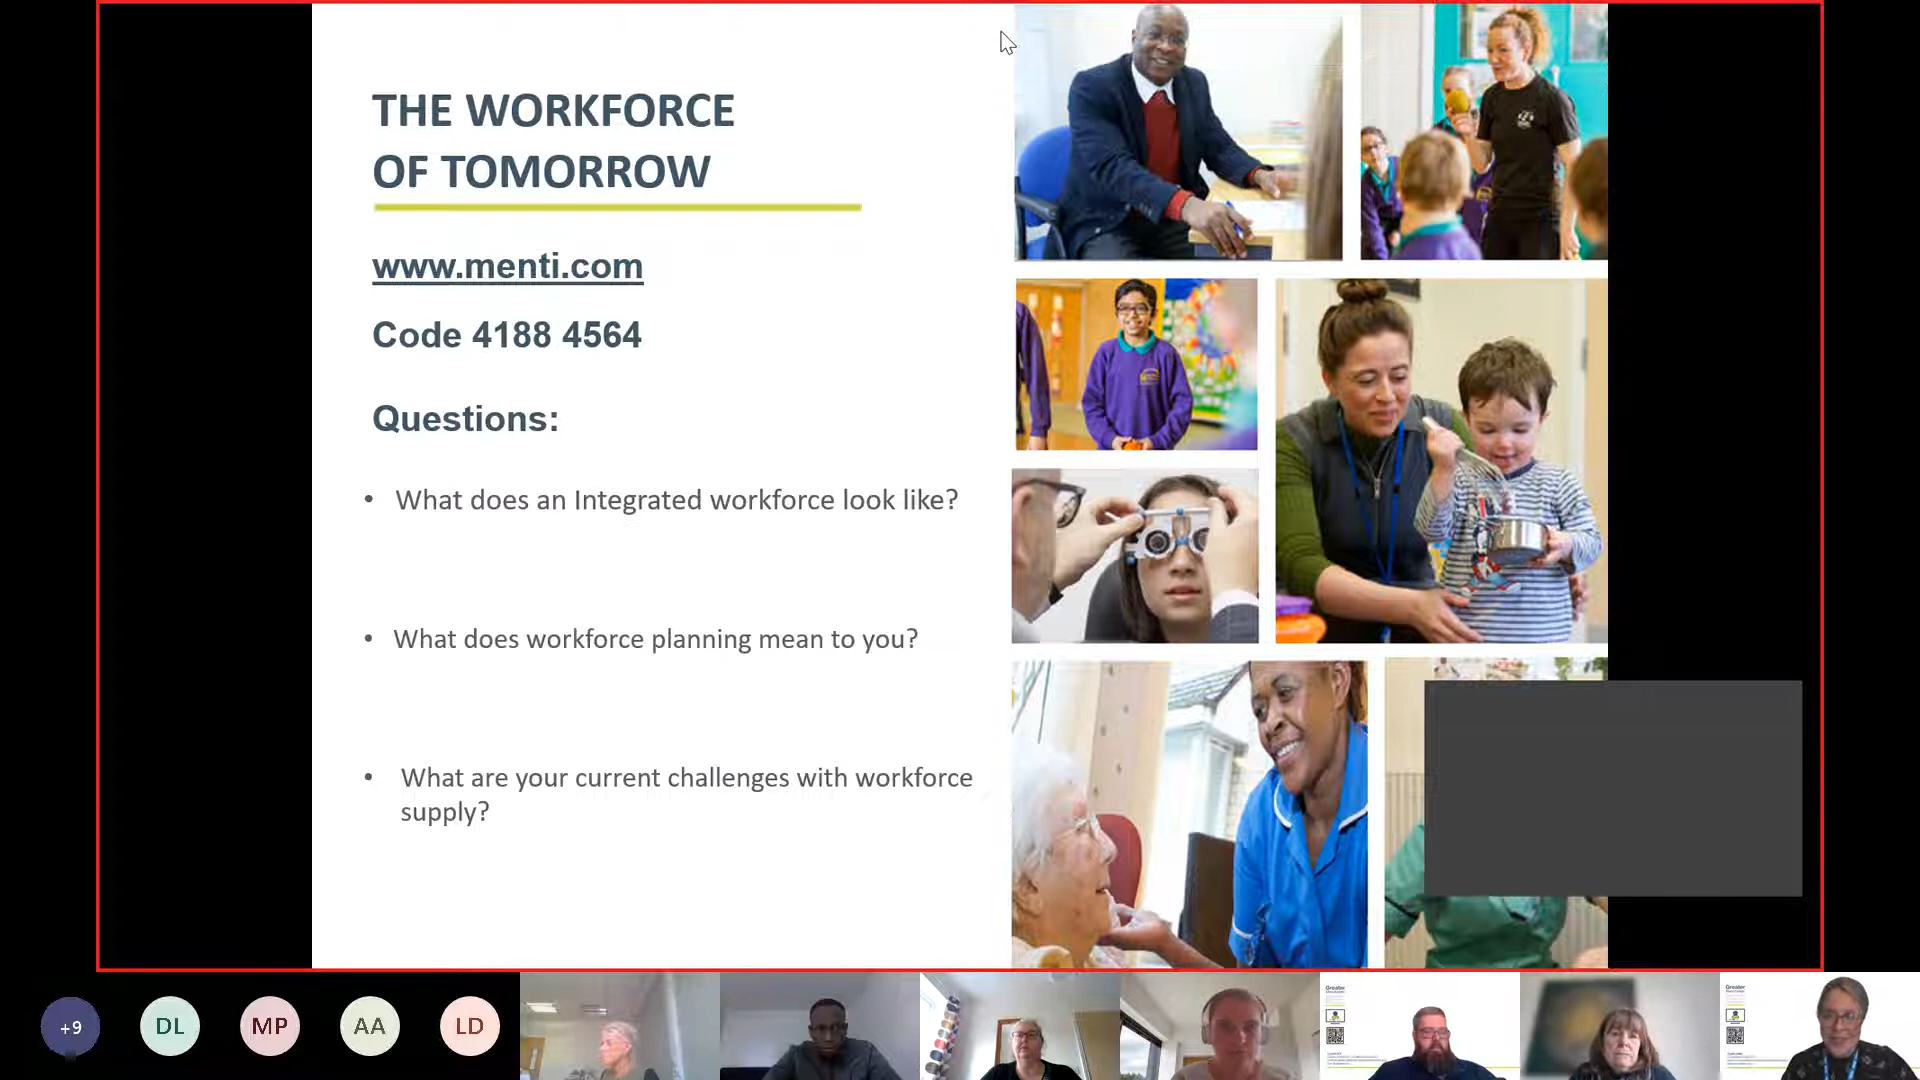 THE WORKFORCE
OF TOMORROW
www.menti.com
Code 4188 4564
Questions:
• What does an Integrated workforce look like?
• What does workforce planning mean to you?
• What are your current challenges with workforce
supply?
+9
DL
MP
AA
LD
Greater
Greater